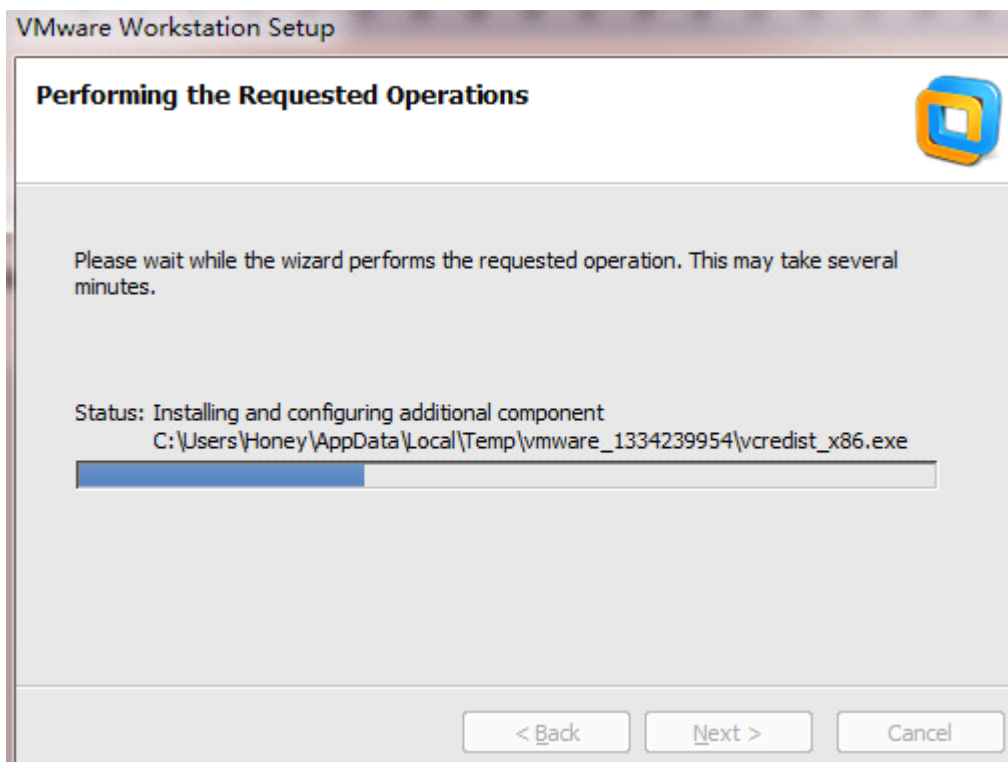 VMware Workstation Setup
Performing the Requested Operations
Please wait while the wizard performs the requested operation. This may take several
minutes.
Status: Installing and configuring additional component
C:\Users\Honey\AppData\Local\Temp\vmware_1334239954\vcredist_x86.exe
< Back
Next >
Cancel